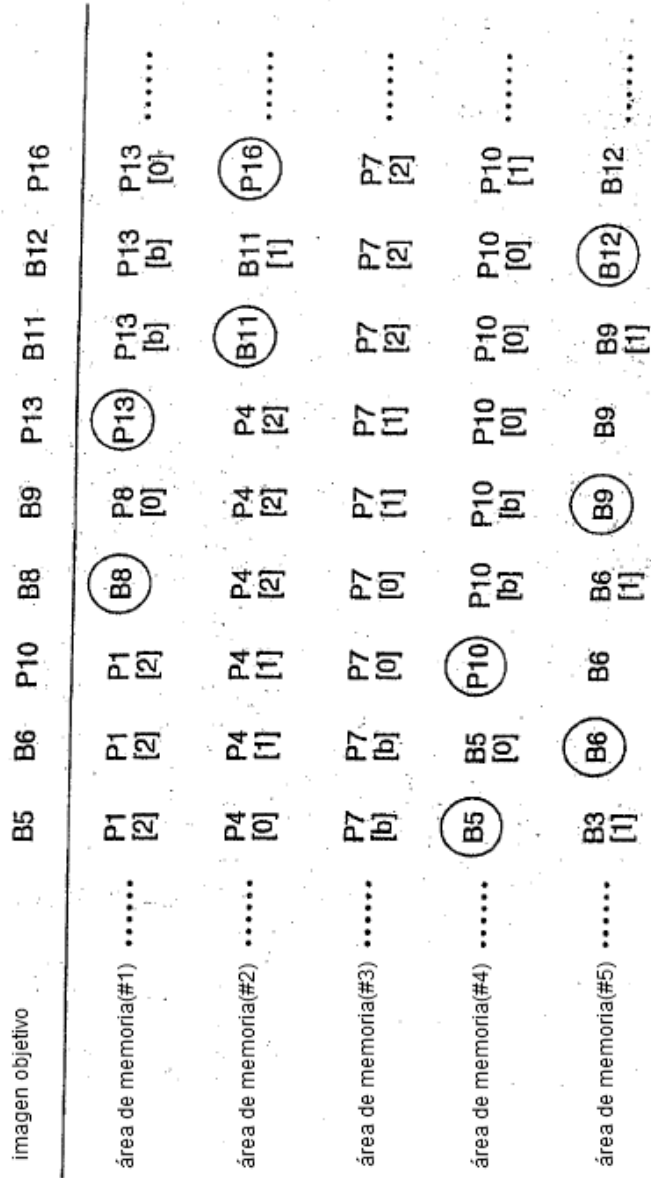 imagen objetivo B5 B6 P10 B8 B9 P13 B11 B12 P16
área de memoria(#1) ...... P1 P1 P1 B8 P8 P13 P13 P13 P13 ......
[2] [2] [2] [0] [b] [b] [0]
área de memoria(#2) ...... P4 P4 P4 P4 P4 P4 B11 B11 P16 ......
[0] [1] [1] [2] [2] [2] [1]
área de memoria(#3) ...... P7 P7 P7 P7 P7 P7 P7 P7 P7 ......
[b] [b] [0] [0] [1] [1] [2] [2] [2]
área de memoria(#4) ...... B5 B5 P10 P10 P10 P10 P10 P10 P10 ......
[0] [b] [b] [0] [0] [0] [1]
área de memoria(#5) ...... B3 B6 B6 B6 B9 B9 B9 B12 B12 ......
[1] [1] [1]